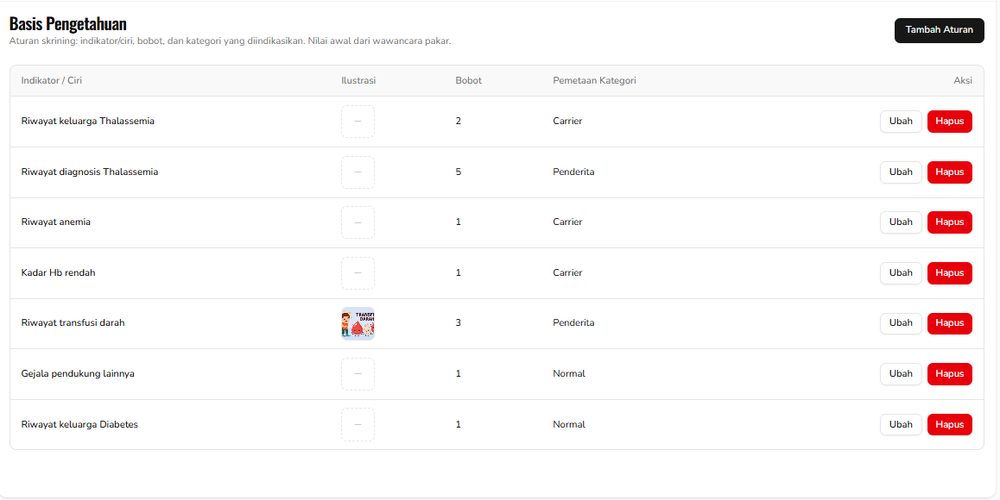 Basis Pengetahuan
Aturan skrining: indikator/ciri, bobot, dan kategori yang diindikasikan. Nilai awal dari wawancara pakar.
Tambah Aturan
Indikator / Ciri Ilustrasi Bobot Pemetaan Kategori Aksi
Riwayat keluarga Thalassemia — 2 Carrier Ubah Hapus
Riwayat diagnosis Thalassemia — 5 Penderita Ubah Hapus
Riwayat anemia — 1 Carrier Ubah Hapus
Kadar Hb rendah — 1 Carrier Ubah Hapus
Riwayat transfusi darah TRANSF DARAH 3 Penderita Ubah Hapus
Gejala pendukung lainnya — 1 Normal Ubah Hapus
Riwayat keluarga Diabetes — 1 Normal Ubah Hapus